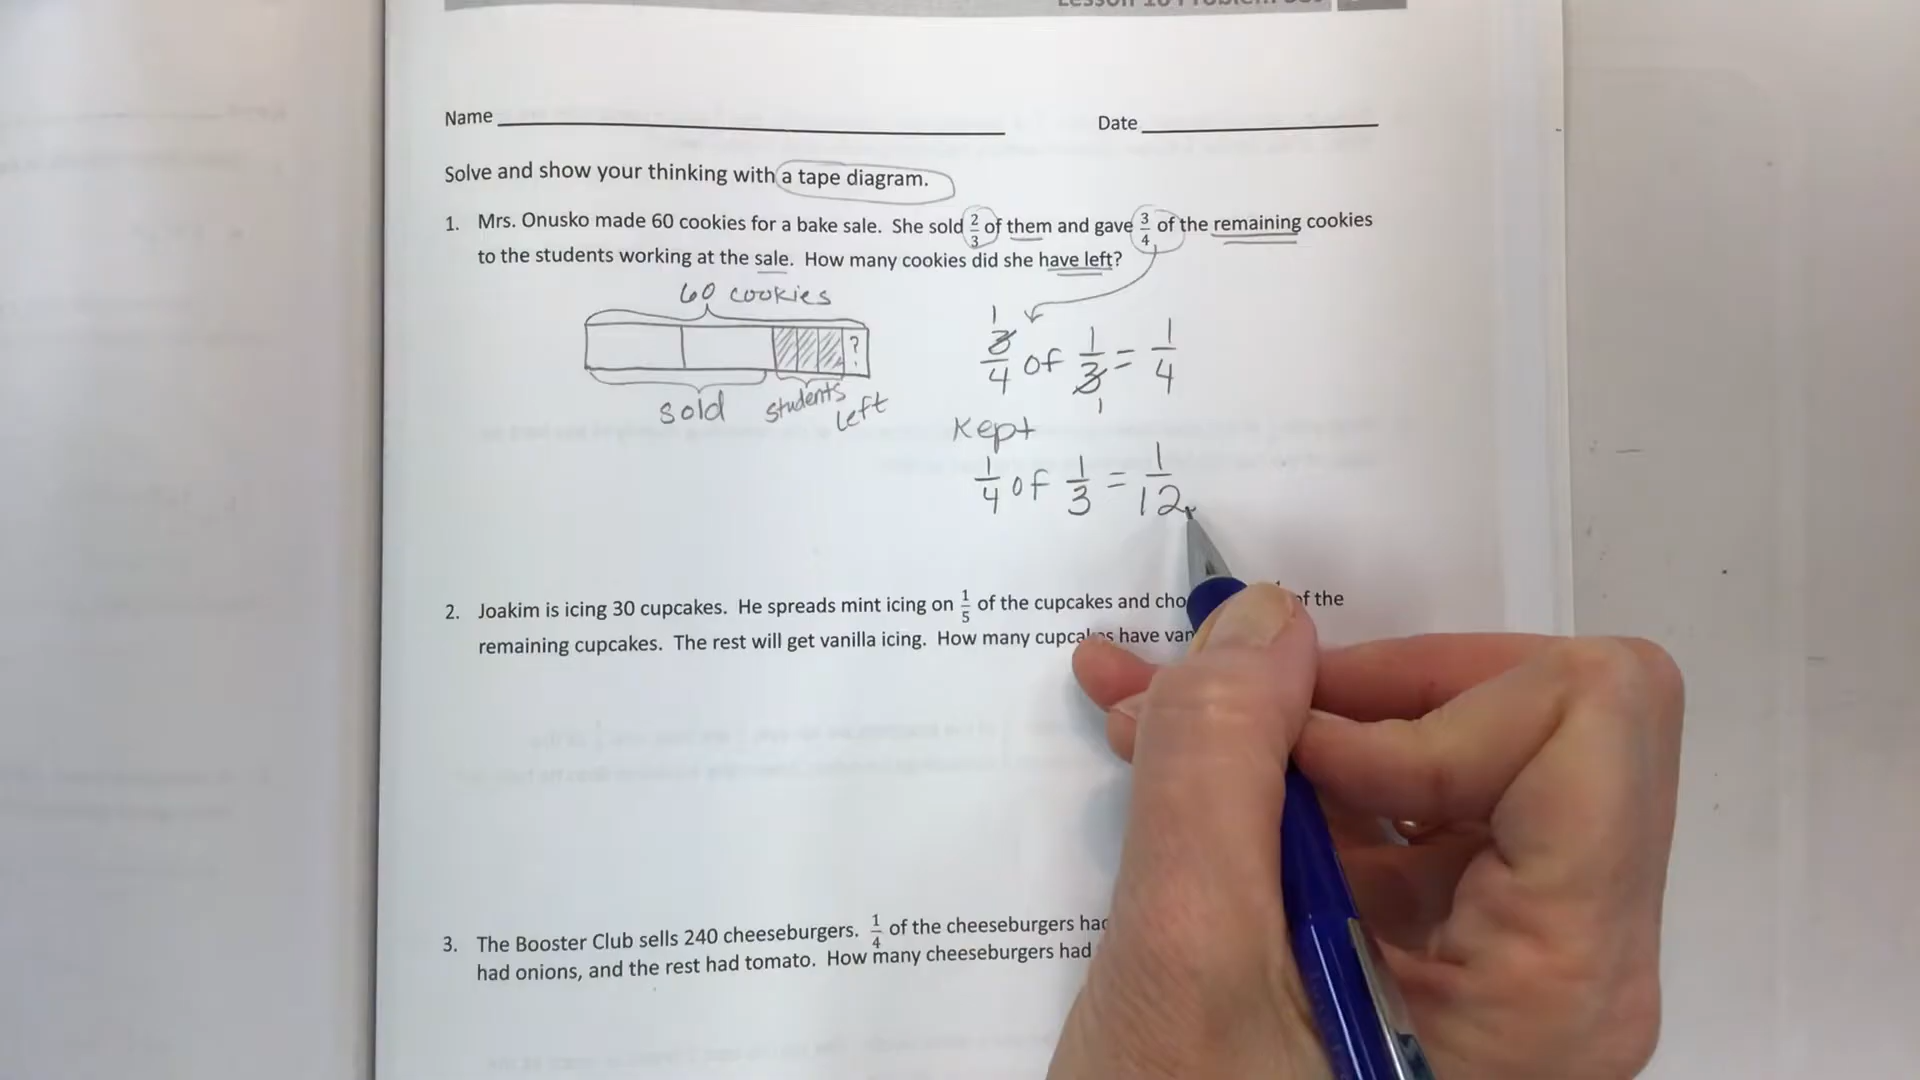 Name Date
Solve and show your thinking with a tape diagram.
1. Mrs. Onusko made 60 cookies for a bake sale. She sold 2/3 of them and gave 3/4 of the remaining cookies
to the students working at the sale. How many cookies did she have left?
60 cookies
?
sold students left
1
3/4 of 1/3 = 1/4
1
Kept
1/4 of 1/3 = 1/12
2. Joakim is icing 30 cupcakes. He spreads mint icing on 1/5 of the cupcakes and of the
remaining cupcakes. The rest will get vanilla icing. How many cupcakes have
3. The Booster Club sells 240 cheeseburgers. 1/4 of the cheeseburgers
had onions, and the rest had tomato. How many cheeseburgers had